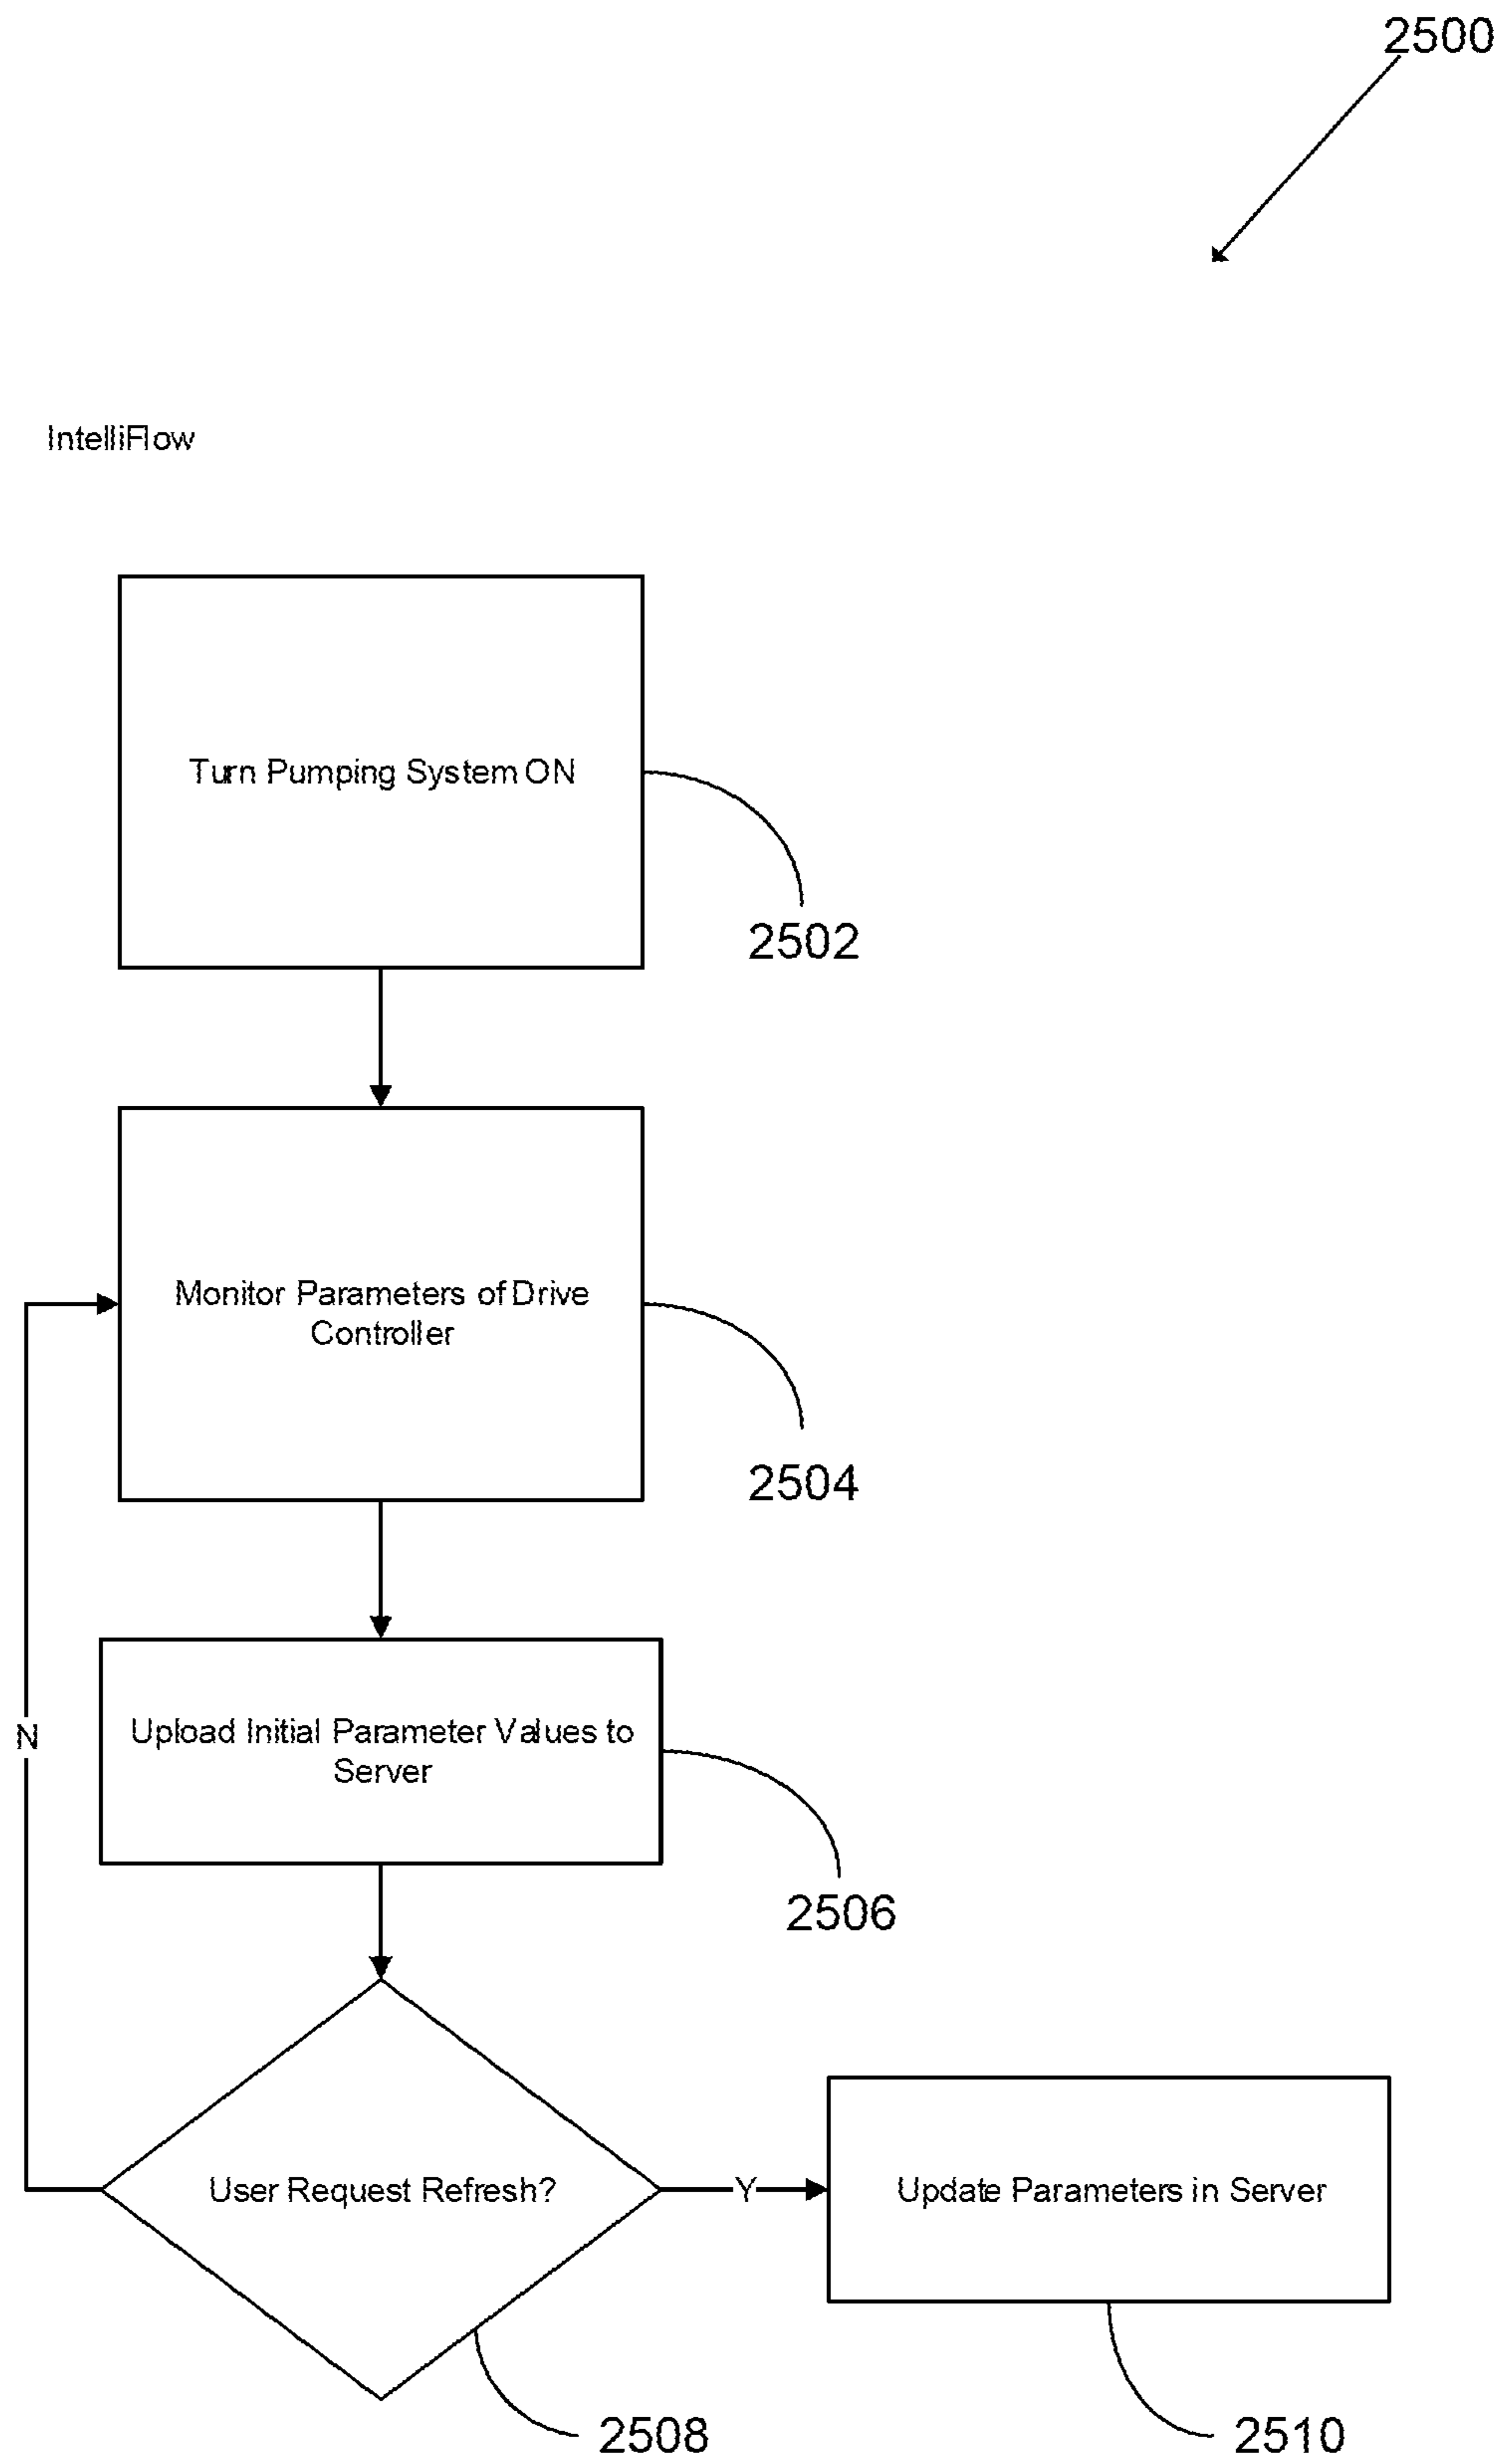 2500
IntelliFlow
Turn Pumping System ON
2502
Monitor Parameters of Drive
Controller
2504
Upload Initial Parameter Values to
Server
2506
N
User Request Refresh?
Y
Update Parameters in Server
2508
2510